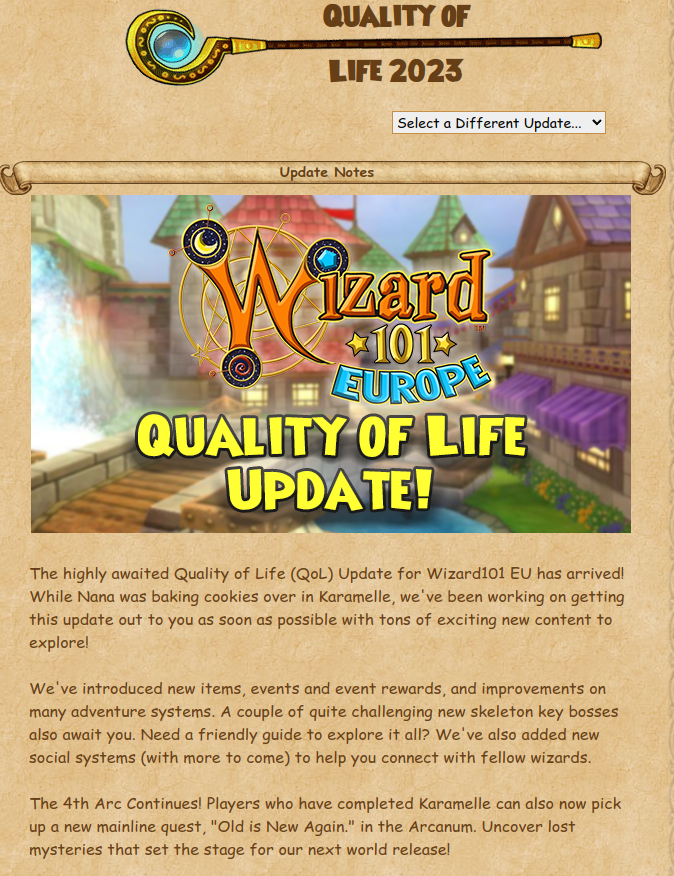 QUALITY OF
LIFE 2023
Select a Different Update...
Update Notes
Wizard
101
EUROPE
QUALITY OF LIFE
UPDATE!
The highly awaited Quality of Life (QoL) Update for Wizard101 EU has arrived!
While Nana was baking cookies over in Karamelle, we've been working on getting
this update out to you as soon as possible with tons of exciting new content to
explore!
We've introduced new items, events and event rewards, and improvements on
many adventure systems. A couple of quite challenging new skeleton key bosses
also await you. Need a friendly guide to explore it all? We've also added new
social systems (with more to come) to help you connect with fellow wizards.
The 4th Arc Continues! Players who have completed Karamelle can also now pick
up a new mainline quest, "Old is New Again." in the Arcanum. Uncover lost
mysteries that set the stage for our next world release!